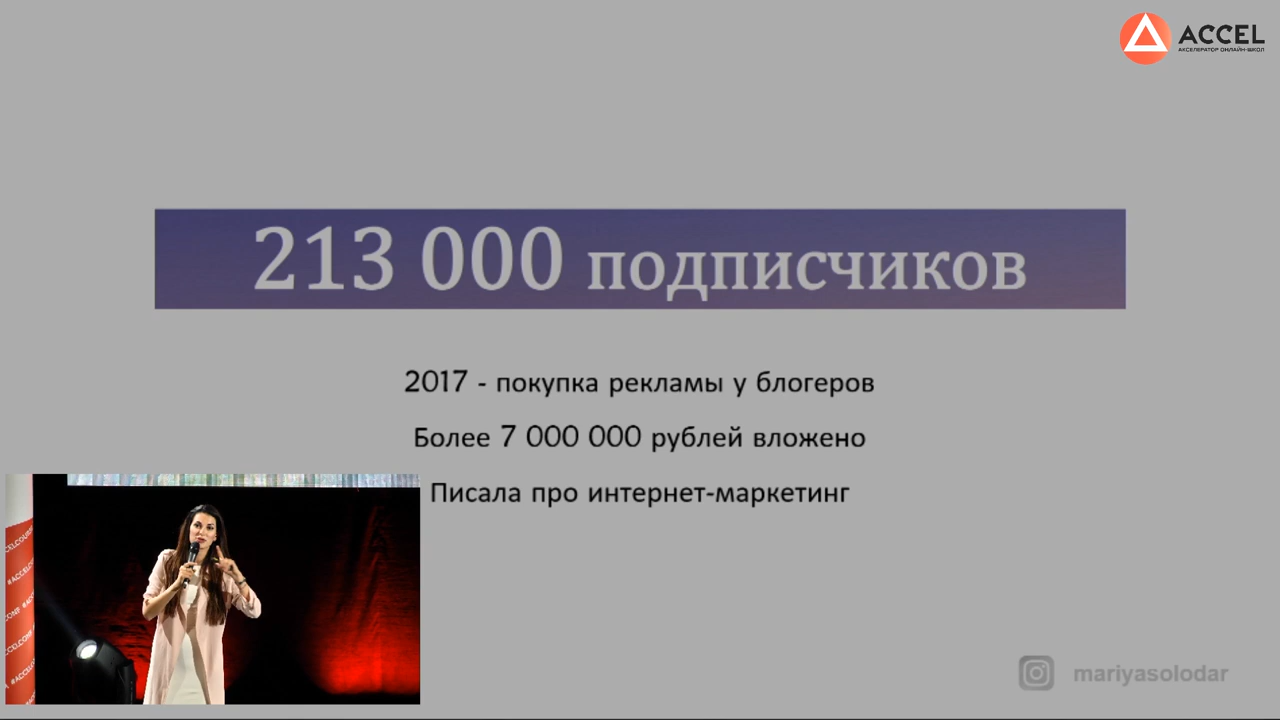 ACCEL
АКСЕЛЕРАТОР ОНЛАЙН-ШКОЛ
213 000 подписчиков
2017 - покупка рекламы у блогеров
Более 7 000 000 рублей вложено
Писала про интернет-маркетинг
mariyasolodar